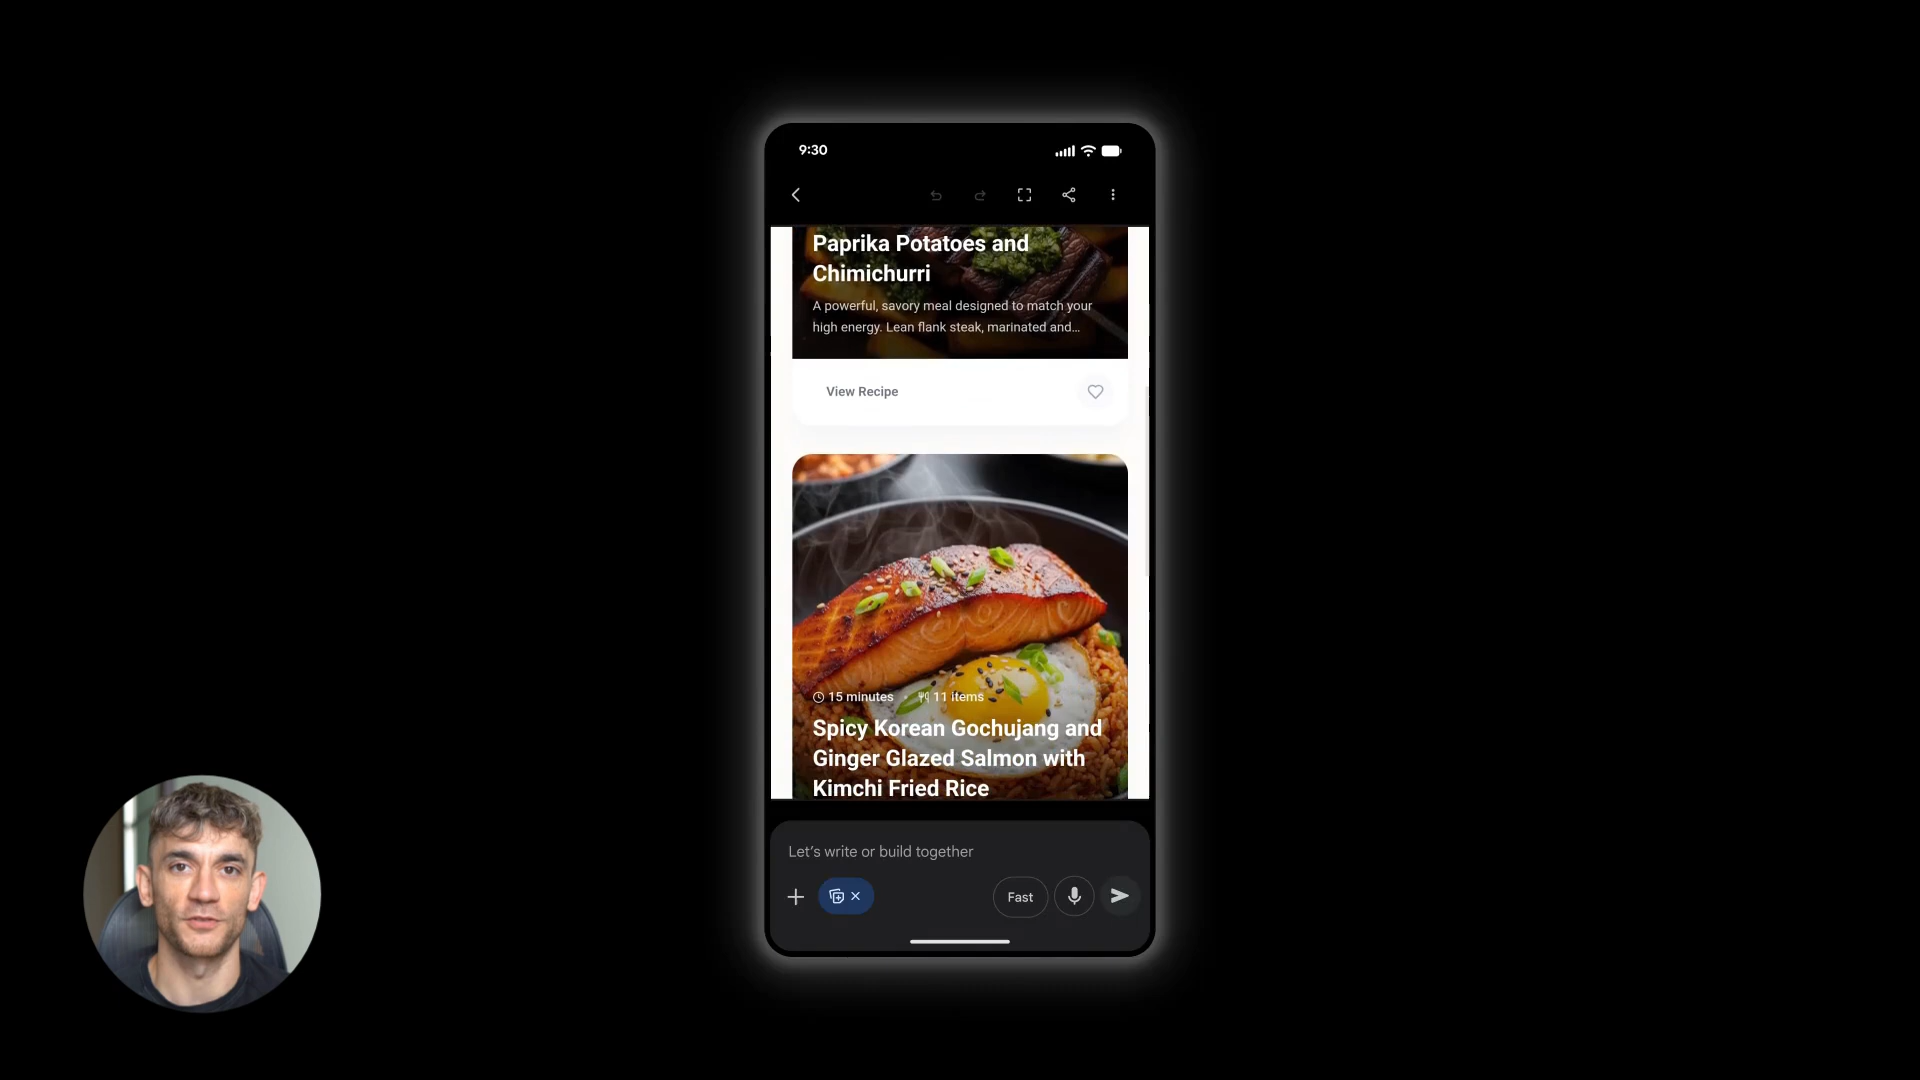 9:30
Paprika Potatoes and
Chimichurri
A powerful, savory meal designed to match your
high energy. Lean flank steak, marinated and…
View Recipe
15 minutes • 11 items
Spicy Korean Gochujang and
Ginger Glazed Salmon with
Kimchi Fried Rice
Let's write or build together
Fast